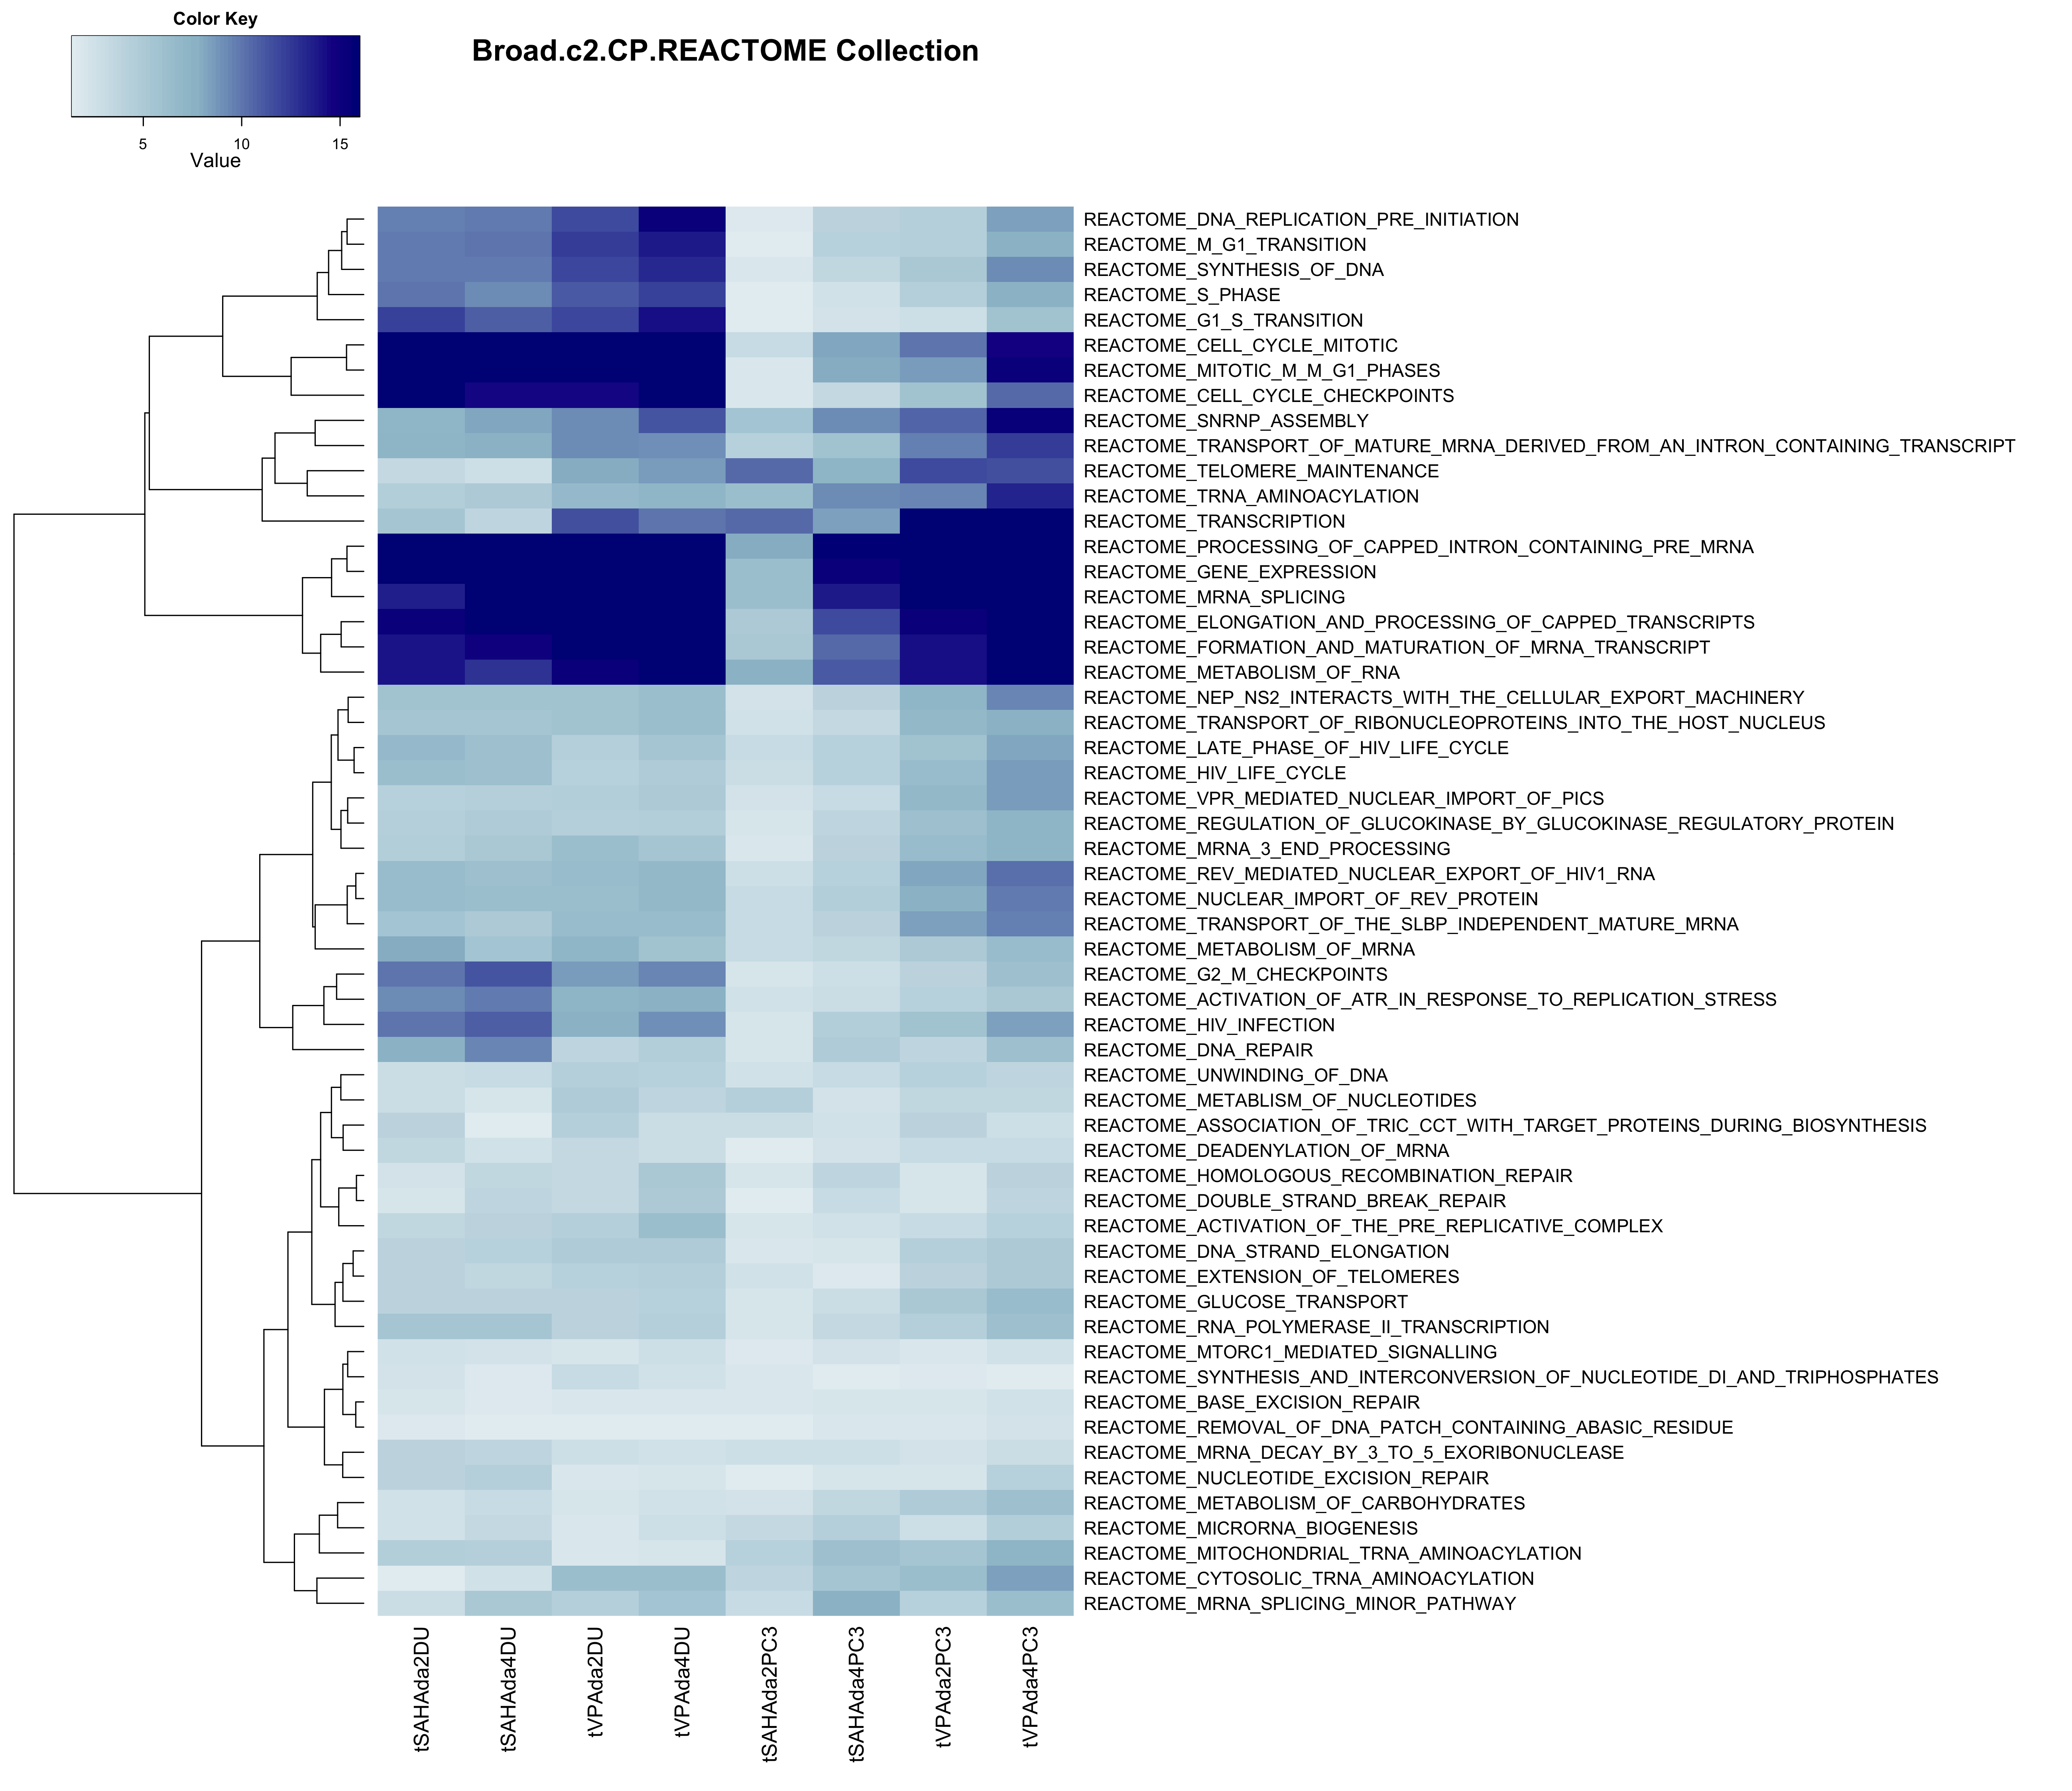 Color Key
Broad.c2.CP.REACTOME Collection
5 10 15
Value
REACTOME_DNA_REPLICATION_PRE_INITIATION
REACTOME_M_G1_TRANSITION
REACTOME_SYNTHESIS_OF_DNA
REACTOME_S_PHASE
REACTOME_G1_S_TRANSITION
REACTOME_CELL_CYCLE_MITOTIC
REACTOME_MITOTIC_M_M_G1_PHASES
REACTOME_CELL_CYCLE_CHECKPOINTS
REACTOME_SNRNP_ASSEMBLY
REACTOME_TRANSPORT_OF_MATURE_MRNA_DERIVED_FROM_AN_INTRON_CONTAINING_TRANSCRIPT
REACTOME_TELOMERE_MAINTENANCE
REACTOME_TRNA_AMINOACYLATION
REACTOME_TRANSCRIPTION
REACTOME_PROCESSING_OF_CAPPED_INTRON_CONTAINING_PRE_MRNA
REACTOME_GENE_EXPRESSION
REACTOME_MRNA_SPLICING
REACTOME_ELONGATION_AND_PROCESSING_OF_CAPPED_TRANSCRIPTS
REACTOME_FORMATION_AND_MATURATION_OF_MRNA_TRANSCRIPT
REACTOME_METABOLISM_OF_RNA
REACTOME_NEP_NS2_INTERACTS_WITH_THE_CELLULAR_EXPORT_MACHINERY
REACTOME_TRANSPORT_OF_RIBONUCLEOPROTEINS_INTO_THE_HOST_NUCLEUS
REACTOME_LATE_PHASE_OF_HIV_LIFE_CYCLE
REACTOME_HIV_LIFE_CYCLE
REACTOME_VPR_MEDIATED_NUCLEAR_IMPORT_OF_PICS
REACTOME_REGULATION_OF_GLUCOKINASE_BY_GLUCOKINASE_REGULATORY_PROTEIN
REACTOME_MRNA_3_END_PROCESSING
REACTOME_REV_MEDIATED_NUCLEAR_EXPORT_OF_HIV1_RNA
REACTOME_NUCLEAR_IMPORT_OF_REV_PROTEIN
REACTOME_TRANSPORT_OF_THE_SLBP_INDEPENDENT_MATURE_MRNA
REACTOME_METABOLISM_OF_MRNA
REACTOME_G2_M_CHECKPOINTS
REACTOME_ACTIVATION_OF_ATR_IN_RESPONSE_TO_REPLICATION_STRESS
REACTOME_HIV_INFECTION
REACTOME_DNA_REPAIR
REACTOME_UNWINDING_OF_DNA
REACTOME_METABLISM_OF_NUCLEOTIDES
REACTOME_ASSOCIATION_OF_TRIC_CCT_WITH_TARGET_PROTEINS_DURING_BIOSYNTHESIS
REACTOME_DEADENYLATION_OF_MRNA
REACTOME_HOMOLOGOUS_RECOMBINATION_REPAIR
REACTOME_DOUBLE_STRAND_BREAK_REPAIR
REACTOME_ACTIVATION_OF_THE_PRE_REPLICATIVE_COMPLEX
REACTOME_DNA_STRAND_ELONGATION
REACTOME_EXTENSION_OF_TELOMERES
REACTOME_GLUCOSE_TRANSPORT
REACTOME_RNA_POLYMERASE_II_TRANSCRIPTION
REACTOME_MTORC1_MEDIATED_SIGNALLING
REACTOME_SYNTHESIS_AND_INTERCONVERSION_OF_NUCLEOTIDE_DI_AND_TRIPHOSPHATES
REACTOME_BASE_EXCISION_REPAIR
REACTOME_REMOVAL_OF_DNA_PATCH_CONTAINING_ABASIC_RESIDUE
REACTOME_MRNA_DECAY_BY_3_TO_5_EXORIBONUCLEASE
REACTOME_NUCLEOTIDE_EXCISION_REPAIR
REACTOME_METABOLISM_OF_CARBOHYDRATES
REACTOME_MICRORNA_BIOGENESIS
REACTOME_MITOCHONDRIAL_TRNA_AMINOACYLATION
REACTOME_CYTOSOLIC_TRNA_AMINOACYLATION
REACTOME_MRNA_SPLICING_MINOR_PATHWAY
tSAHAda2DU
tSAHAda4DU
tVPAda2DU
tVPAda4DU
tSAHAda2PC3
tSAHAda4PC3
tVPAda2PC3
tVPAda4PC3